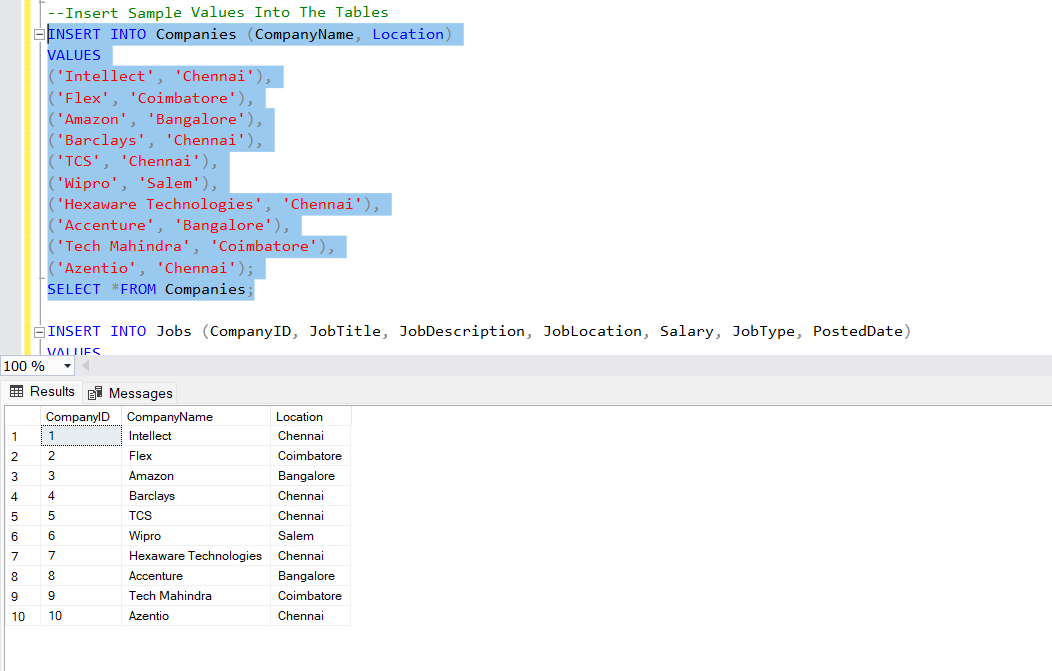 --Insert Sample Values Into The Tables
INSERT INTO Companies (CompanyName, Location)
VALUES
('Intellect', 'Chennai'),
('Flex', 'Coimbatore'),
('Amazon', 'Bangalore'),
('Barclays', 'Chennai'),
('TCS', 'Chennai'),
('Wipro', 'Salem'),
('Hexaware Technologies', 'Chennai'),
('Accenture', 'Bangalore'),
('Tech Mahindra', 'Coimbatore'),
('Azentio', 'Chennai');
SELECT *FROM Companies;
INSERT INTO Jobs (CompanyID, JobTitle, JobDescription, JobLocation, Salary, JobType, PostedDate)
VALUES
100 %
Results Messages
CompanyID CompanyName Location
1 1 Intellect Chennai
2 2 Flex Coimbatore
3 3 Amazon Bangalore
4 4 Barclays Chennai
5 5 TCS Chennai
6 6 Wipro Salem
7 7 Hexaware Technologies Chennai
8 8 Accenture Bangalore
9 9 Tech Mahindra Coimbatore
10 10 Azentio Chennai